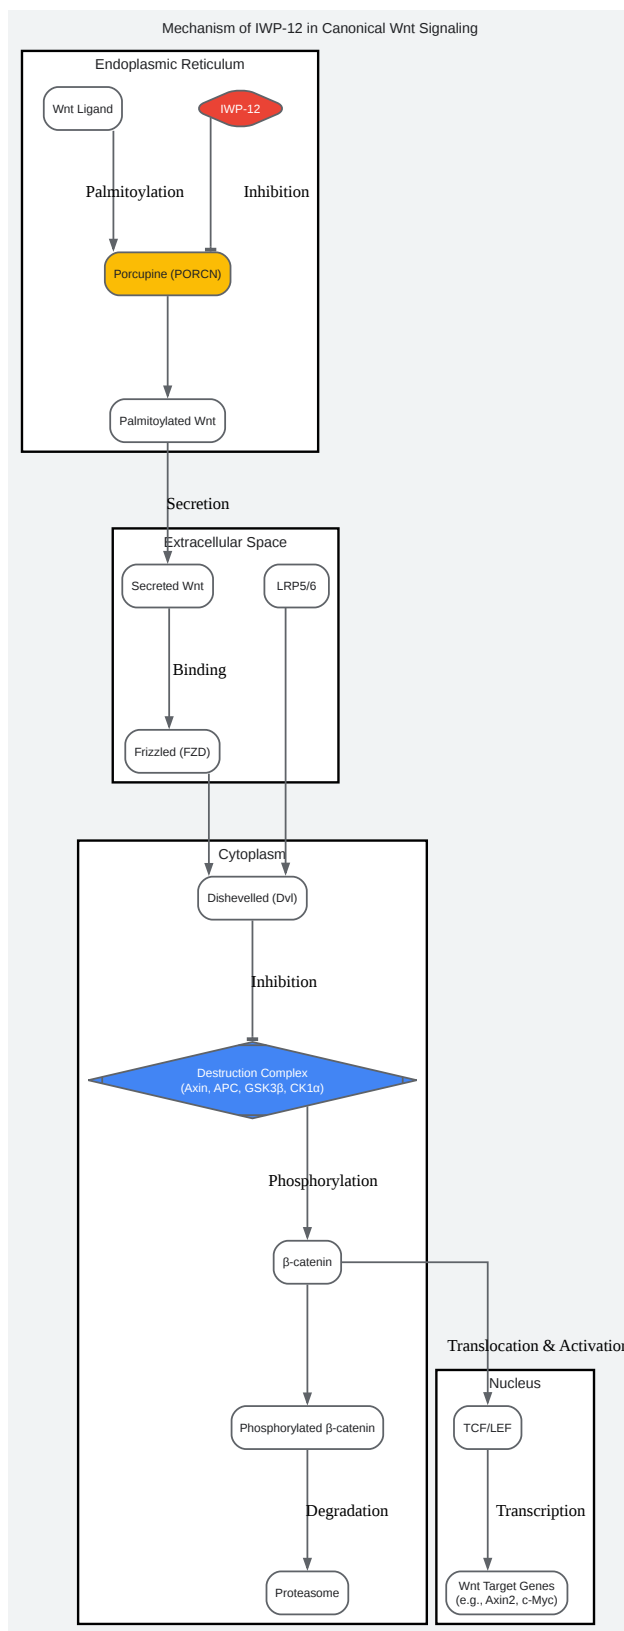 Mechanism of IWP-12 in Canonical Wnt Signaling
Endoplasmic Reticulum
Wnt Ligand
IWP-12
Palmitoylation
Inhibition
Porcupine (PORCN)
Palmitoylated Wnt
Secretion
Extracellular Space
Secreted Wnt
LRP5/6
Binding
Frizzled (FZD)
Cytoplasm
Dishevelled (Dvl)
Inhibition
Destruction Complex
(Axin, APC, GSK3β, CK1α)
Phosphorylation
β-catenin
Translocation & Activation
Nucleus
Phosphorylated β-catenin
TCF/LEF
Degradation
Transcription
Proteasome
Wnt Target Genes
(e.g., Axin2, c-Myc)